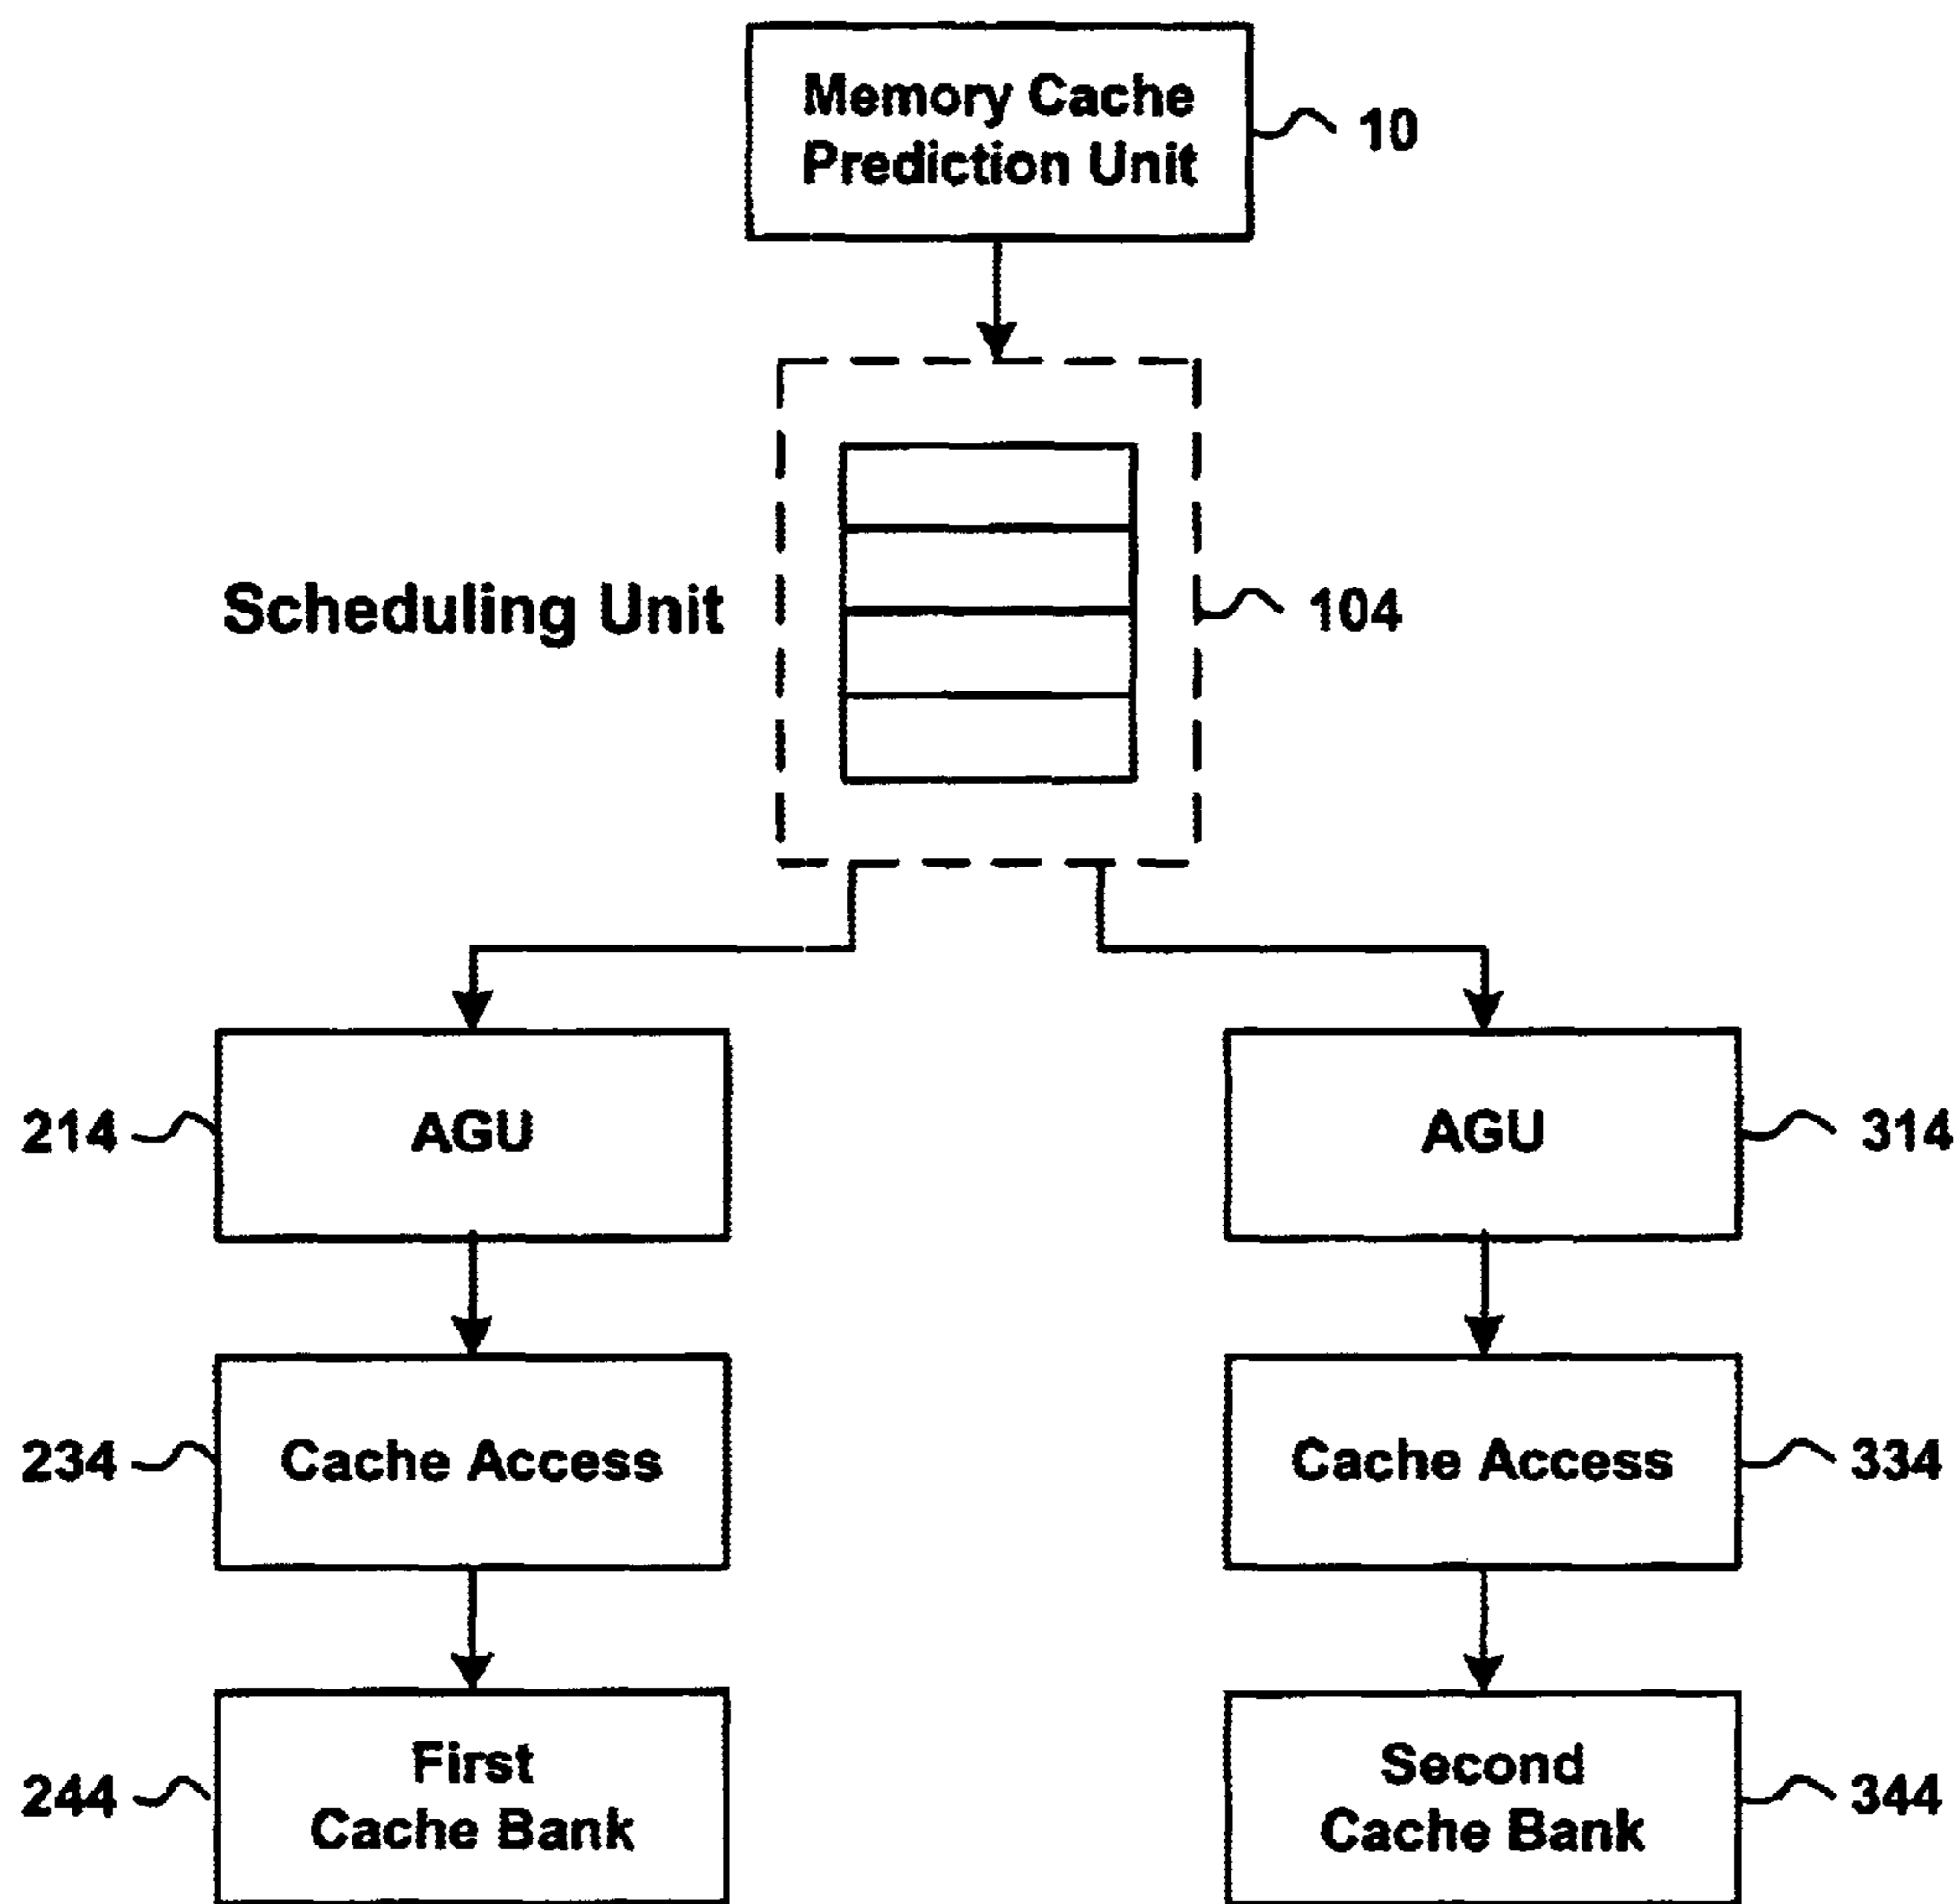 Memory Cache
Prediction Unit
10
Scheduling Unit
104
214
AGU
AGU
314
234
Cache Access
Cache Access
334
244
First
Cache Bank
Second
Cache Bank
344